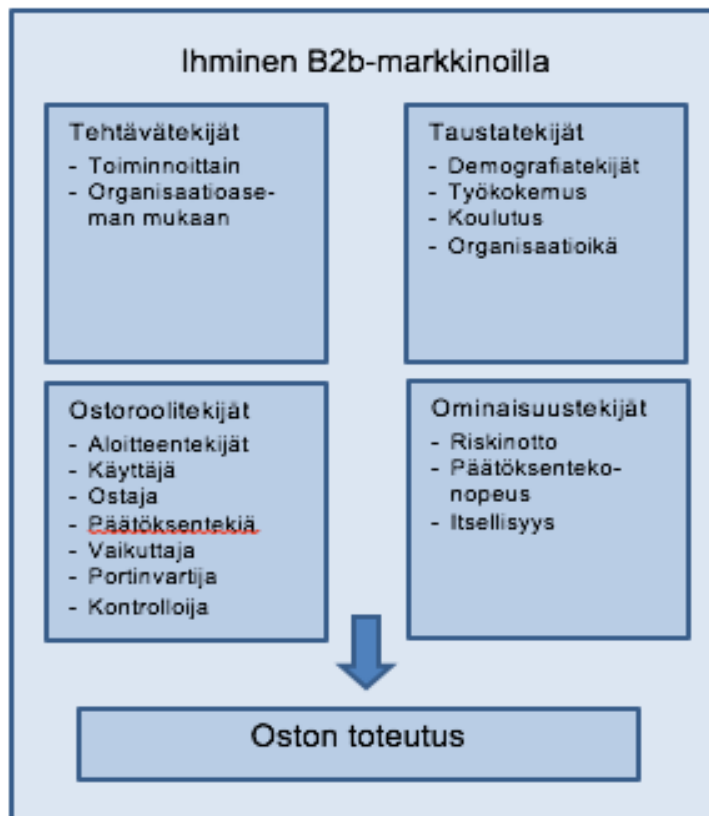 Ihminen B2b-markkinoilla
Tehtävätekijät
- Toiminnoittain
- Organisaatioase-
man mukaan
Taustatekijät
- Demografiatekijät
- Työkokemus
- Koulutus
- Organisaatioikä
Ostoroolitekijät
- Aloitteentekijät
- Käyttäjä
- Ostaja
- Päätöksentekiä
- Vaikuttaja
- Portinvartija
- Kontrolloija
Ominaisuustekijät
- Riskinotto
- Päätöksenteko-
nopeus
- Itsellisyys
Oston toteutus